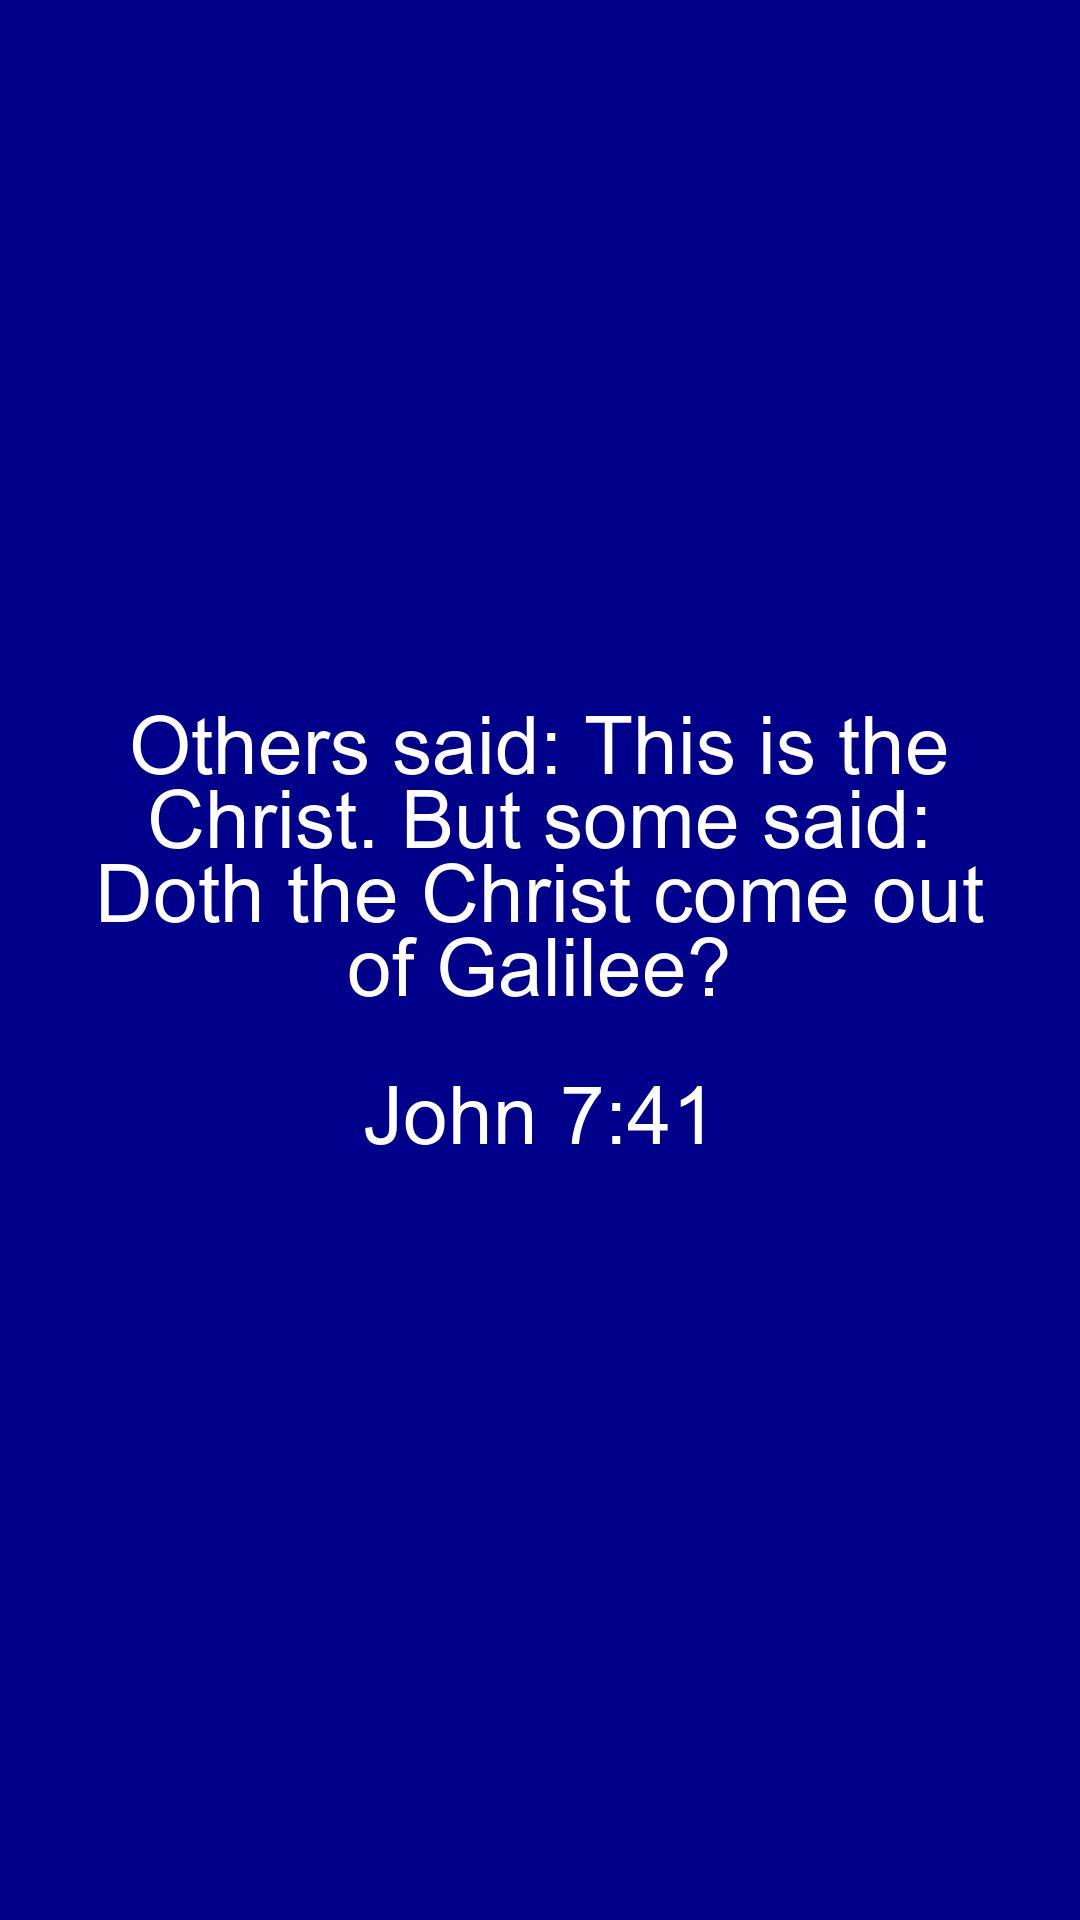 Others said: This is the
Christ. But some said:
Doth the Christ come out
of Galilee?
John 7:41